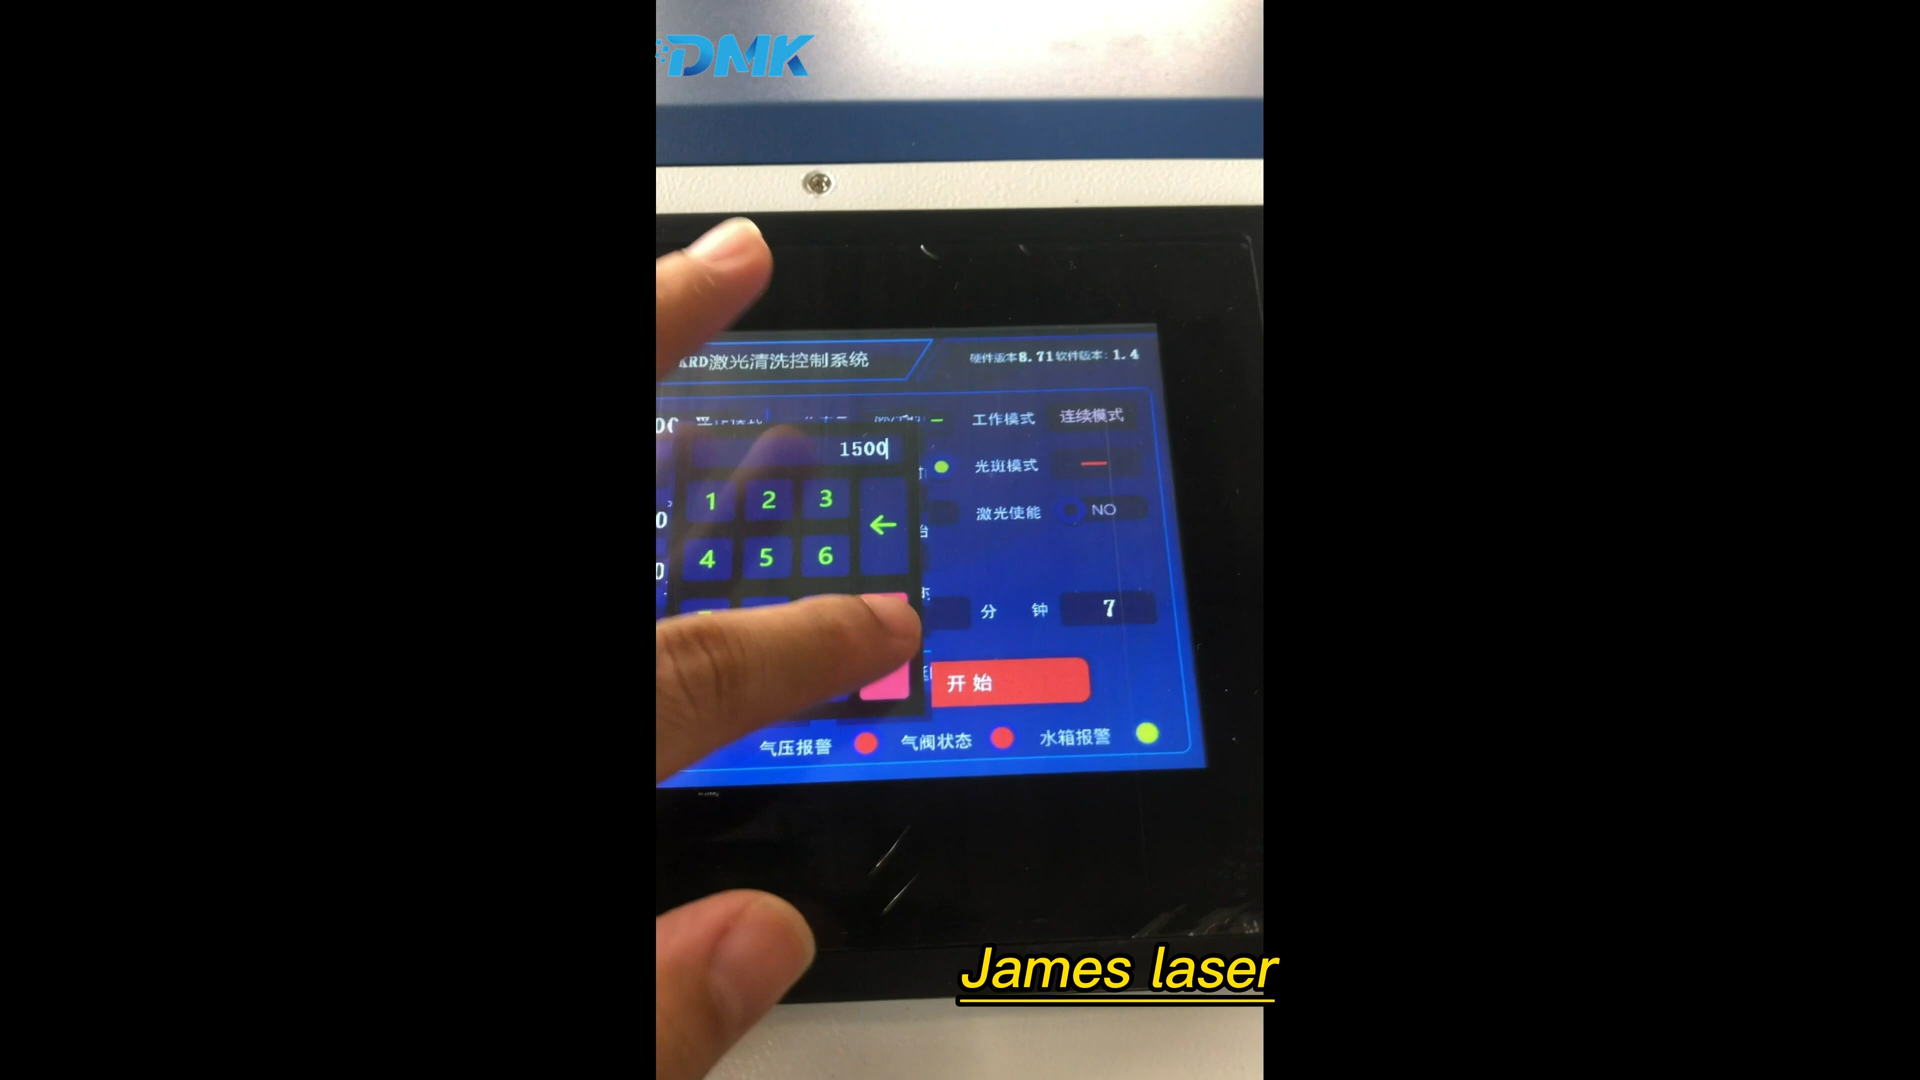 DMK
RD激光清洗控制系统
硬件版本8.71软件版本:1.4
工作模式 连续模式
1500
光斑模式
1 2 3
激光使能 NO
4 5 6
分 钟 7
开始
气压报警 气阀状态 水箱报警
James laser